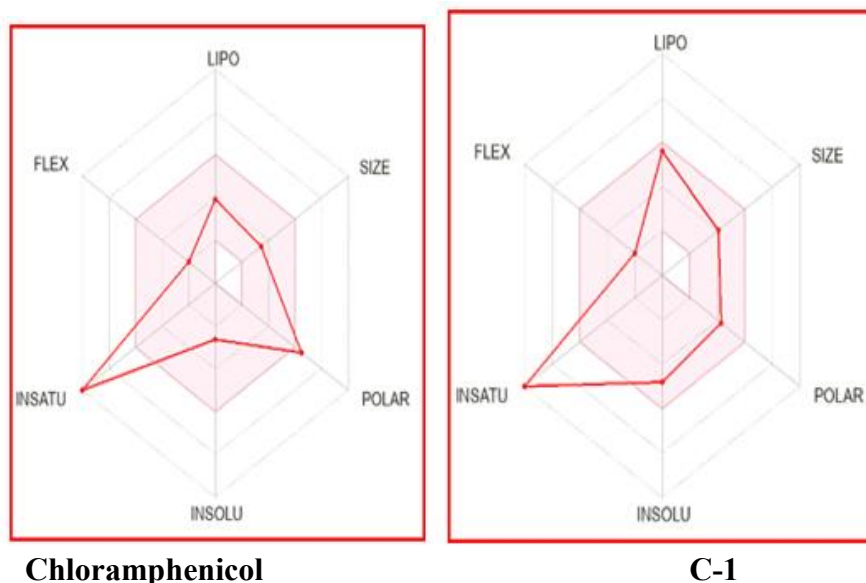 LIPO
FLEX
SIZE
INSATU
POLAR
INSOLU
Chloramphenicol
LIPO
FLEX
SIZE
INSATU
POLAR
INSOLU
C-1